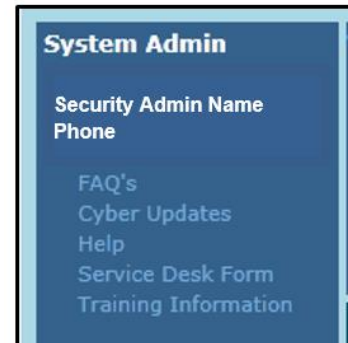 System Admin
Security Admin Name
Phone
FAQ's
Cyber Updates
Help
Service Desk Form
Training Information